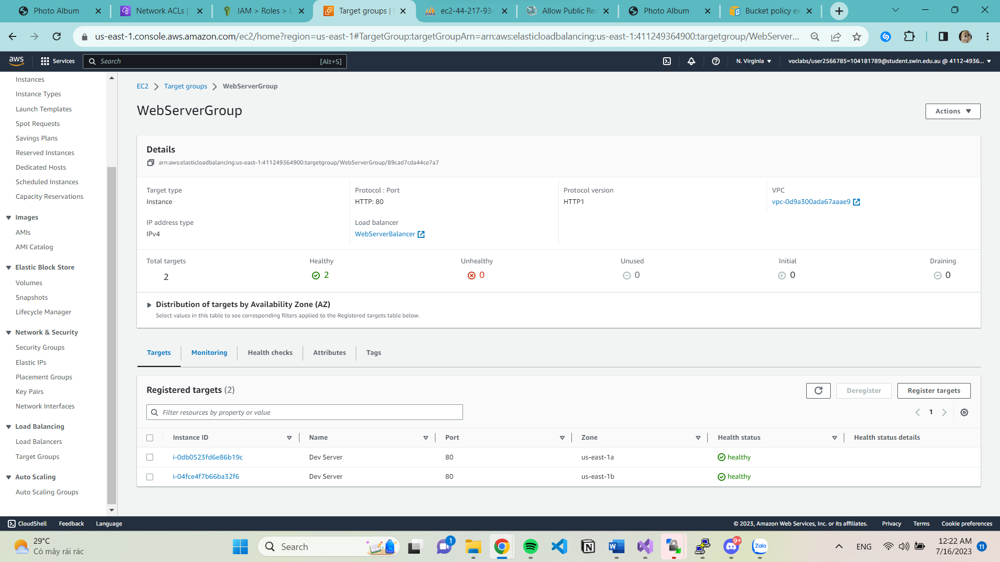 Photo Album
Network ACLs |
IAM > Roles > L
Target groups |
ec2-44-217-93-
Allow Public Rea
Photo Album
Bucket policy ex
us-east-1.console.aws.amazon.com/ec2/home?region=us-east-1#TargetGroup:targetGroupArn=arn:aws:elasticloadbalancing:us-east-1:411249364900:targetgroup/WebServer...
aws
Services
Search
[Alt+S]
N. Virginia
voclabs/user2566785=104181789@student.swin.edu.au @ 4112-4936...
Instances
Instance Types
Launch Templates
Spot Requests
Savings Plans
Reserved Instances
Dedicated Hosts
Scheduled Instances
Capacity Reservations
Images
AMIs
AMI Catalog
Elastic Block Store
Volumes
Snapshots
Lifecycle Manager
Network & Security
Security Groups
Elastic IPs
Placement Groups
Key Pairs
Network Interfaces
Load Balancing
Load Balancers
Target Groups
Auto Scaling
Auto Scaling Groups
EC2 > Target groups > WebServerGroup
WebServerGroup
Actions
Details
arn:aws:elasticloadbalancing:us-east-1:411249364900:targetgroup/WebServerGroup/89cad7cda44ce7a7
Target type
Instance
Protocol : Port
HTTP: 80
Protocol version
HTTP1
VPC
vpc-0d9a300ada67aaae9
IP address type
IPv4
Load balancer
WebServerBalancer
Total targets
2
Healthy
2
Unhealthy
0
Unused
0
Initial
0
Draining
0
Distribution of targets by Availability Zone (AZ)
Select values in this table to see corresponding filters applied to the Registered targets table below.
Targets
Monitoring
Health checks
Attributes
Tags
Registered targets (2)
Deregister
Register targets
Filter resources by property or value
1
Instance ID Name Port Zone Health status Health status details
i-0db0523fd6e86b19c Dev Server 80 us-east-1a healthy
i-04fce4f7b66ba32f6 Dev Server 80 us-east-1b healthy
CloudShell
Feedback
Language
© 2023, Amazon Web Services, Inc. or its affiliates.
Privacy
Terms
Cookie preferences
29°C
Có mây rải rác
Search
1
9+
Zalo
ENG
12:22 AM
7/16/2023
11